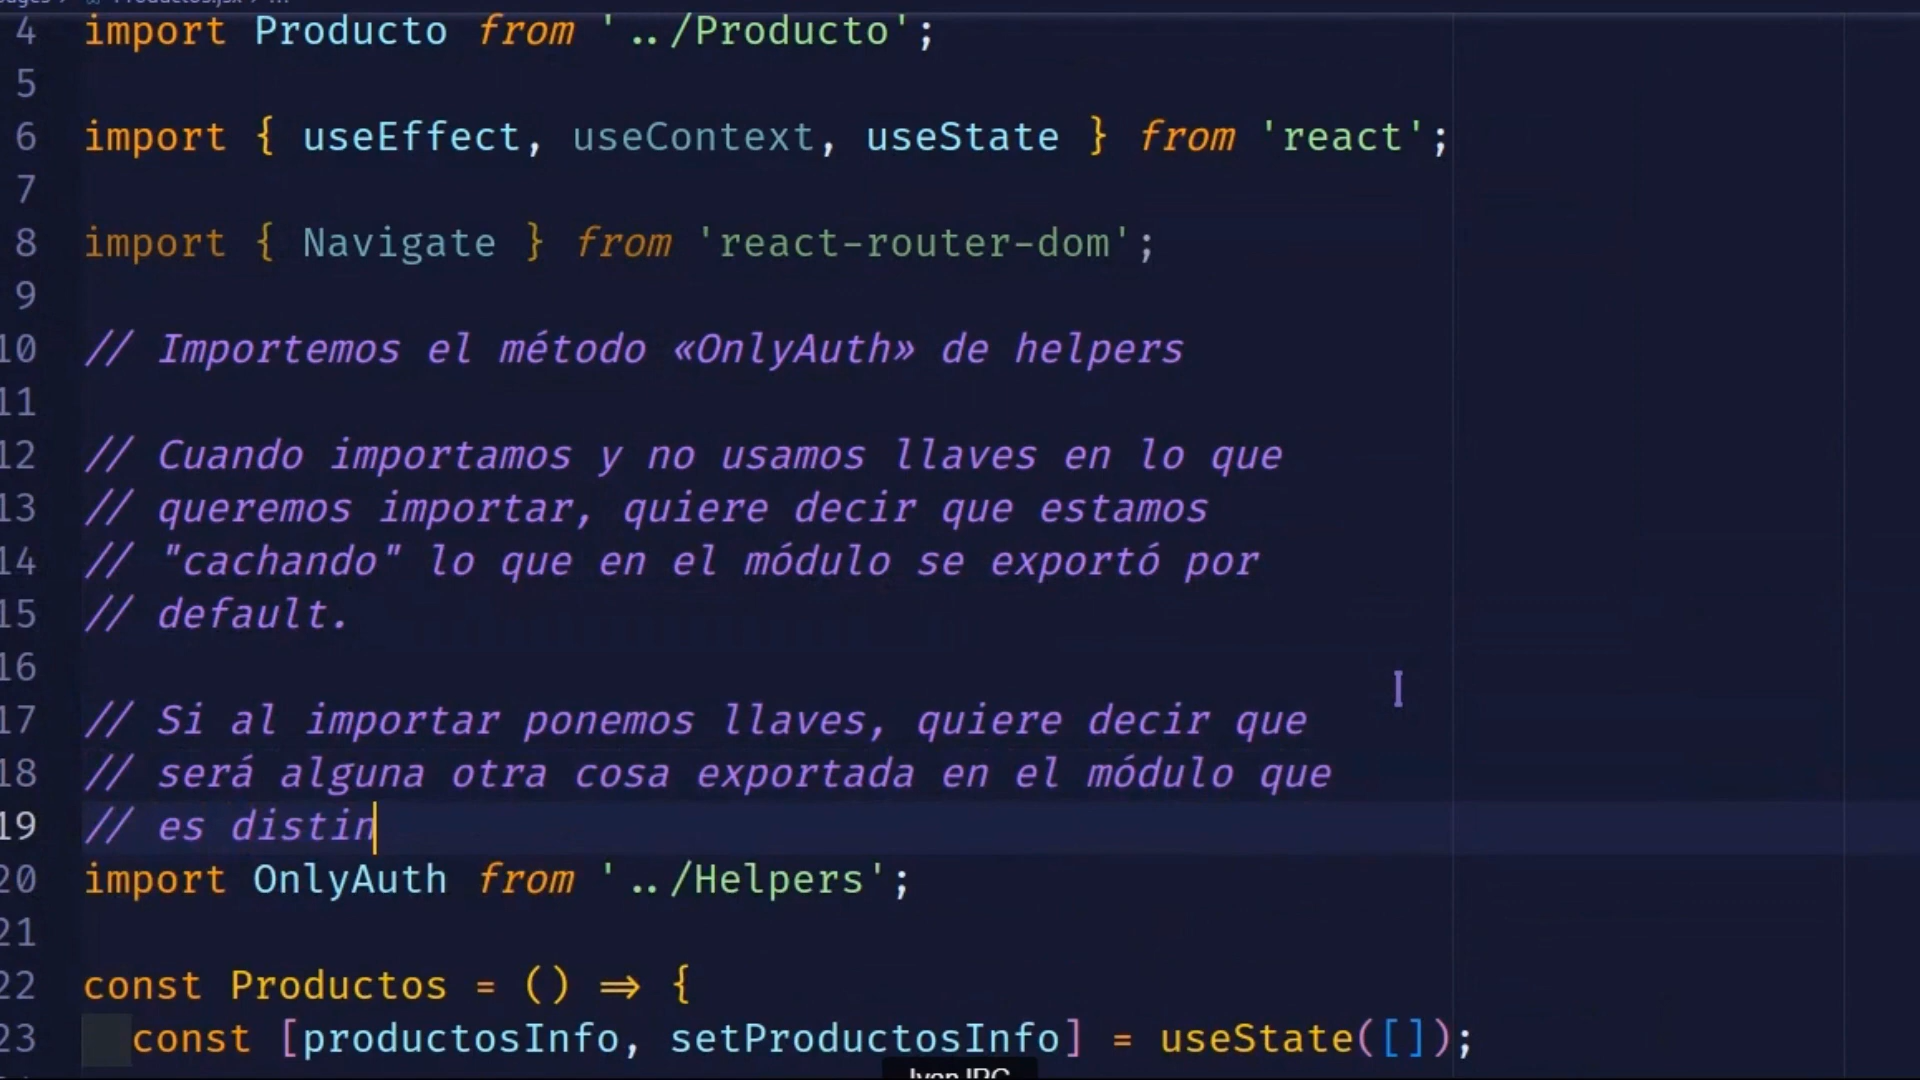 4 import Producto from '../Producto';
5
6 import { useEffect, useContext, useState } from 'react';
7
8 import { Navigate } from 'react-router-dom';
9
10 // Importemos el método «OnlyAuth» de helpers
11
12 // Cuando importamos y no usamos llaves en lo que
13 // queremos importar, quiere decir que estamos
14 // "cachando" lo que en el módulo se exportó por
15 // default.
16
17 // Si al importar ponemos llaves, quiere decir que
18 // será alguna otra cosa exportada en el módulo que
19 // es distin
20 import OnlyAuth from '../Helpers';
21
22 const Productos = () => {
23 const [productosInfo, setProductosInfo] = useState([]);